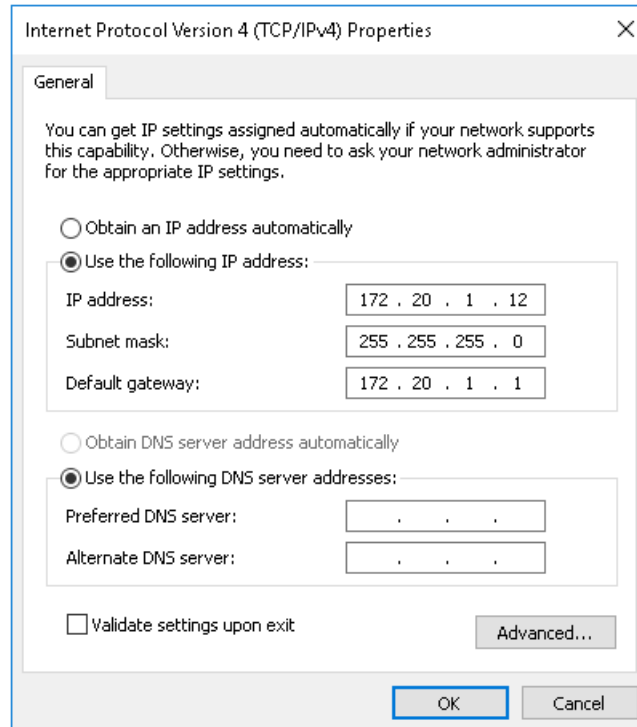 Internet Protocol Version 4 (TCP/IPv4) Properties
General
You can get IP settings assigned automatically if your network supports
this capability. Otherwise, you need to ask your network administrator
for the appropriate IP settings.
Obtain an IP address automatically
Use the following IP address:
IP address: 172 . 20 . 1 . 12
Subnet mask: 255 . 255 . 255 . 0
Default gateway: 172 . 20 . 1 . 1
Obtain DNS server address automatically
Use the following DNS server addresses:
Preferred DNS server: . . .
Alternate DNS server: . . .
Validate settings upon exit
Advanced...
OK Cancel